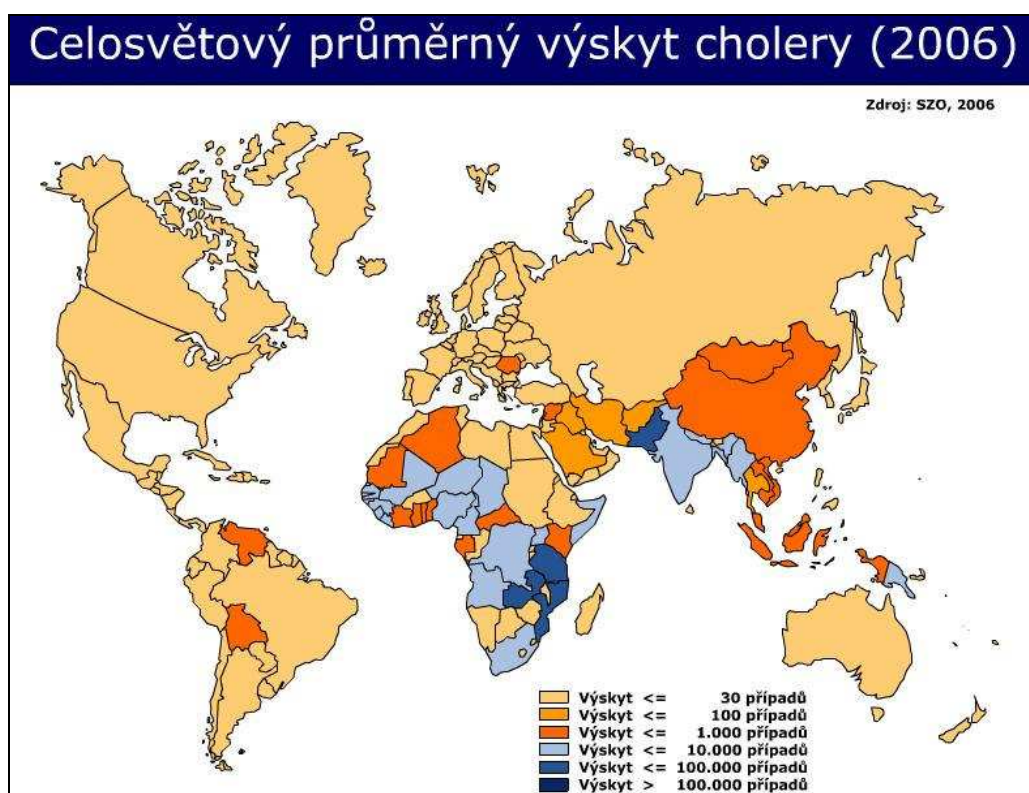 Celosvětový průměrný výskyt cholery (2006)
Zdroj: SZO, 2006
Výskyt <= 30 případů
Výskyt <= 100 případů
Výskyt <= 1.000 případů
Výskyt <= 10.000 případů
Výskyt <= 100.000 případů
Výskyt > 100.000 případů